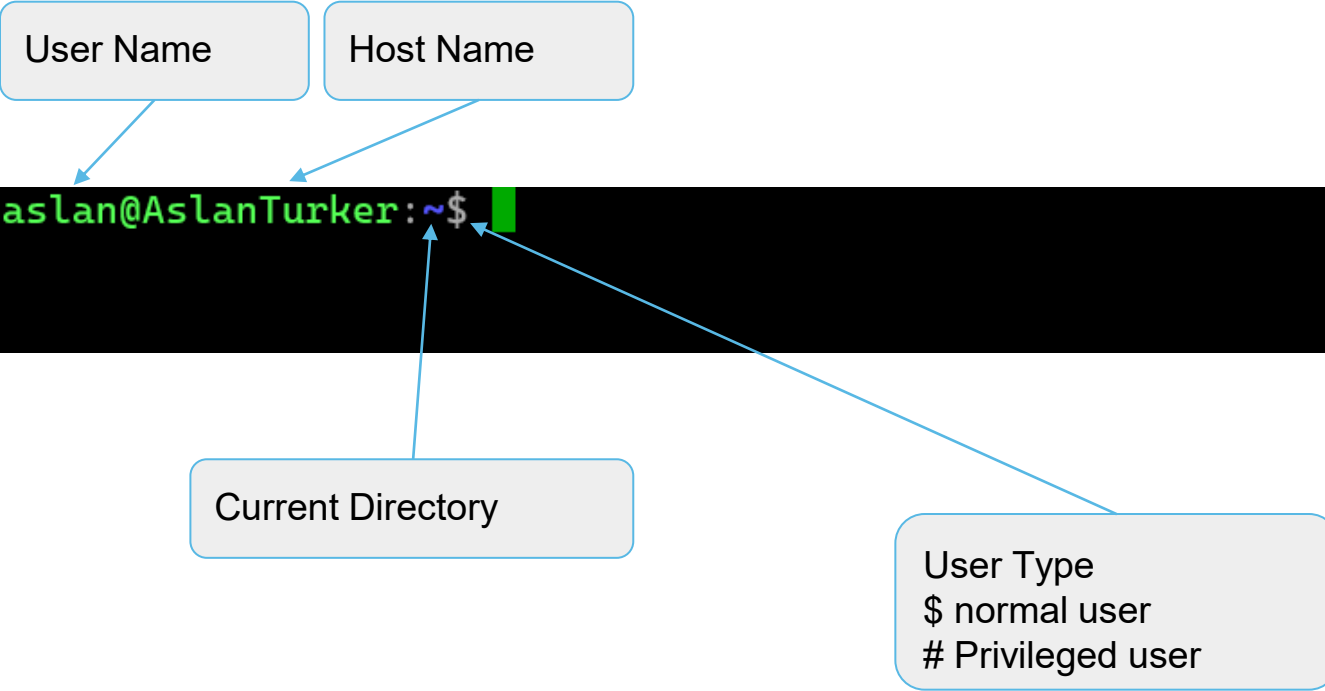 User Name
Host Name
aslan@AslanTurker:~$
Current Directory
User Type
$ normal user
# Privileged user